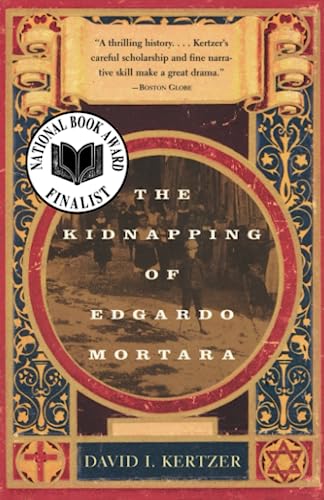 “A thrilling history. . . . Kertzer’s
careful scholarship and fine narra-
tive skill make a great drama.”
—BOSTON GLOBE
NATIONAL BOOK AWARD
FINALIST
THE
KIDNAPPING
OF
EDGARDO
MORTARA
DAVID I. KERTZER